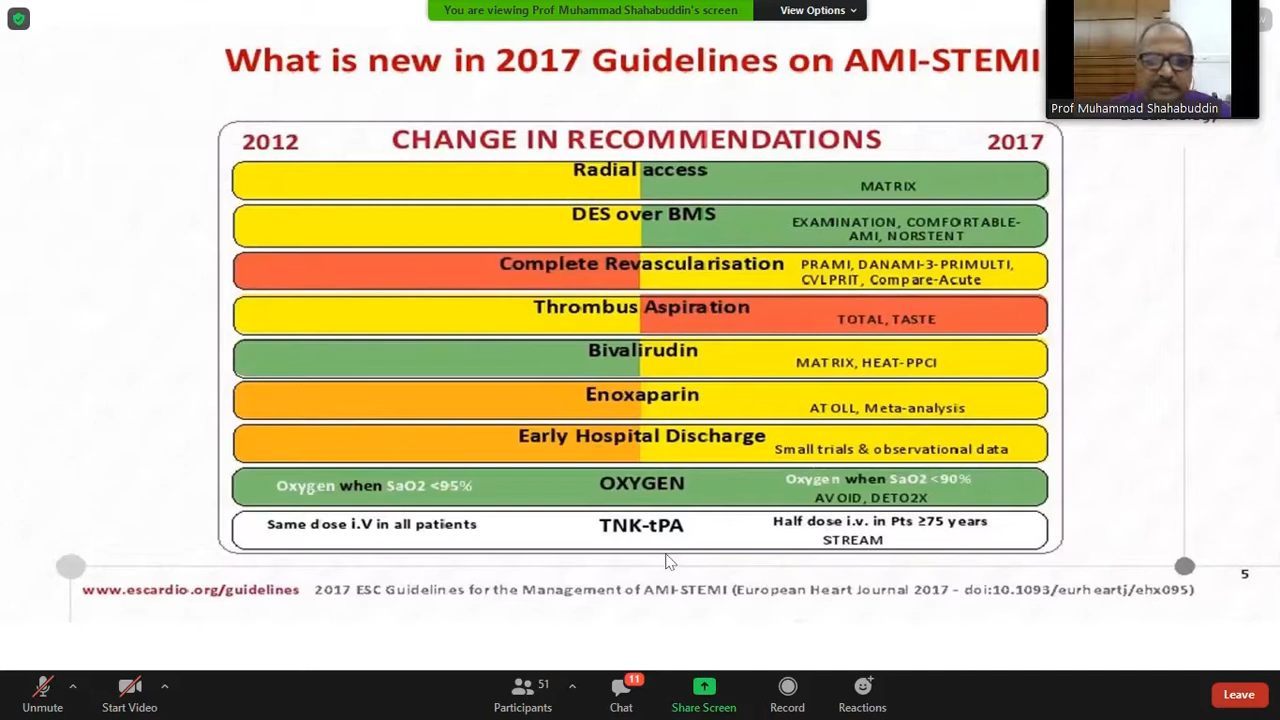 You are viewing Prof Muhammad Shahabuddin's screen
View Options
What is new in 2017 Guidelines on AMI-STEMI
Prof Muhammad Shahabuddin
2012 CHANGE IN RECOMMENDATIONS 2017
Radial access
MATRIX
DES over BMS
EXAMINATION, COMFORTABLE-
AMI, NORSTENT
Complete Revascularisation
PRAMI, DANAMI-3-PRIMULTI,
CVLPRIT, Compare-Acute
Thrombus Aspiration
TOTAL, TASTE
Bivalirudin
MATRIX, HEAT-PPCI
Enoxaparin
ATOLL, Meta-analysis
Early Hospital Discharge
Small trials & observational data
Oxygen when SaO2 <95% OXYGEN Oxygen when SaO2 <90%
AVOID, DETO2X
Same dose i.V in all patients TNK-tPA Half dose i.v. in Pts ≥75 years
STREAM
5
www.escardio.org/guidelines 2017 ESC Guidelines for the Management of AMI-STEMI (European Heart Journal 2017 - doi:10.1093/eurheartj/ehx095)
51
11
Unmute Start Video Participants Chat Share Screen Record Reactions Leave